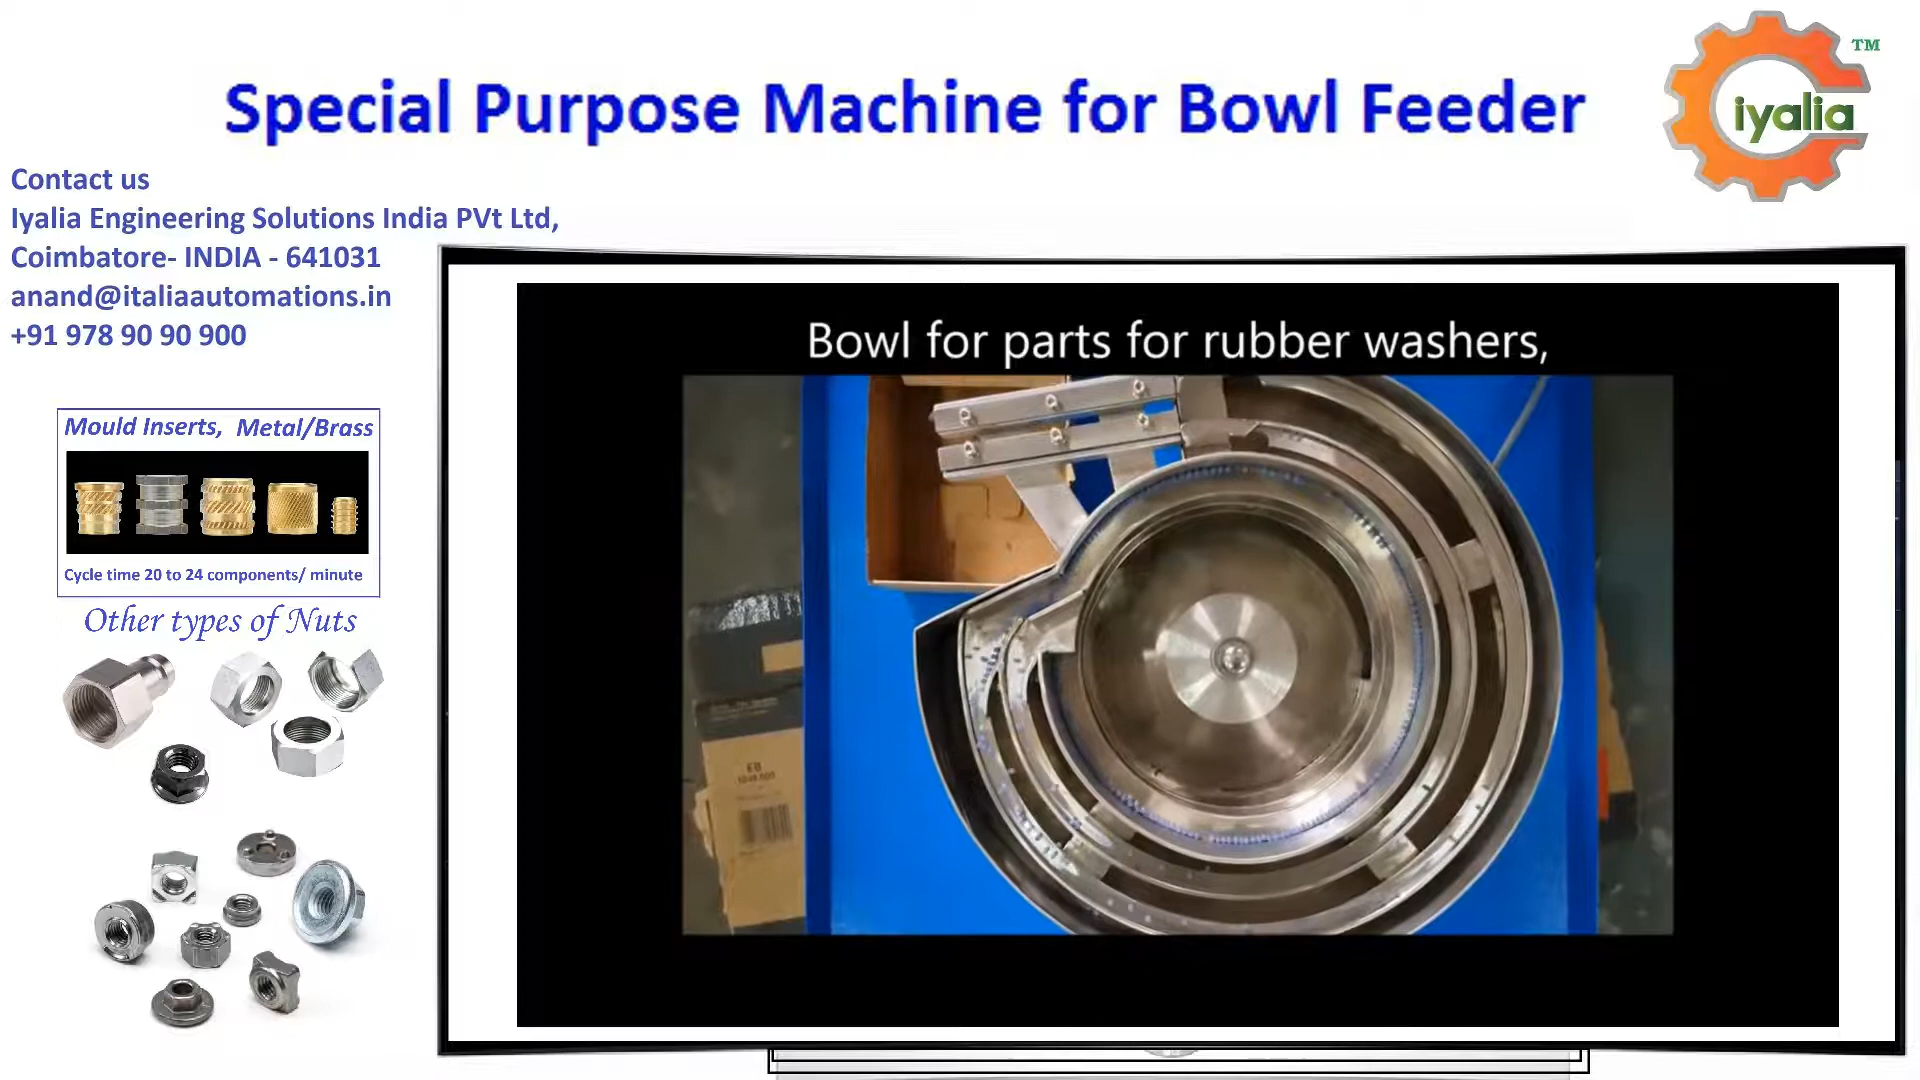 Special Purpose Machine for Bowl Feeder
TM
iyalia
Contact us
Iyalia Engineering Solutions India PVt Ltd,
Coimbatore- INDIA - 641031
anand@italiaautomations.in
+91 978 90 90 900
Bowl for parts for rubber washers,
Mould Inserts, Metal/Brass
Cycle time 20 to 24 components/ minute
Other types of Nuts
EB